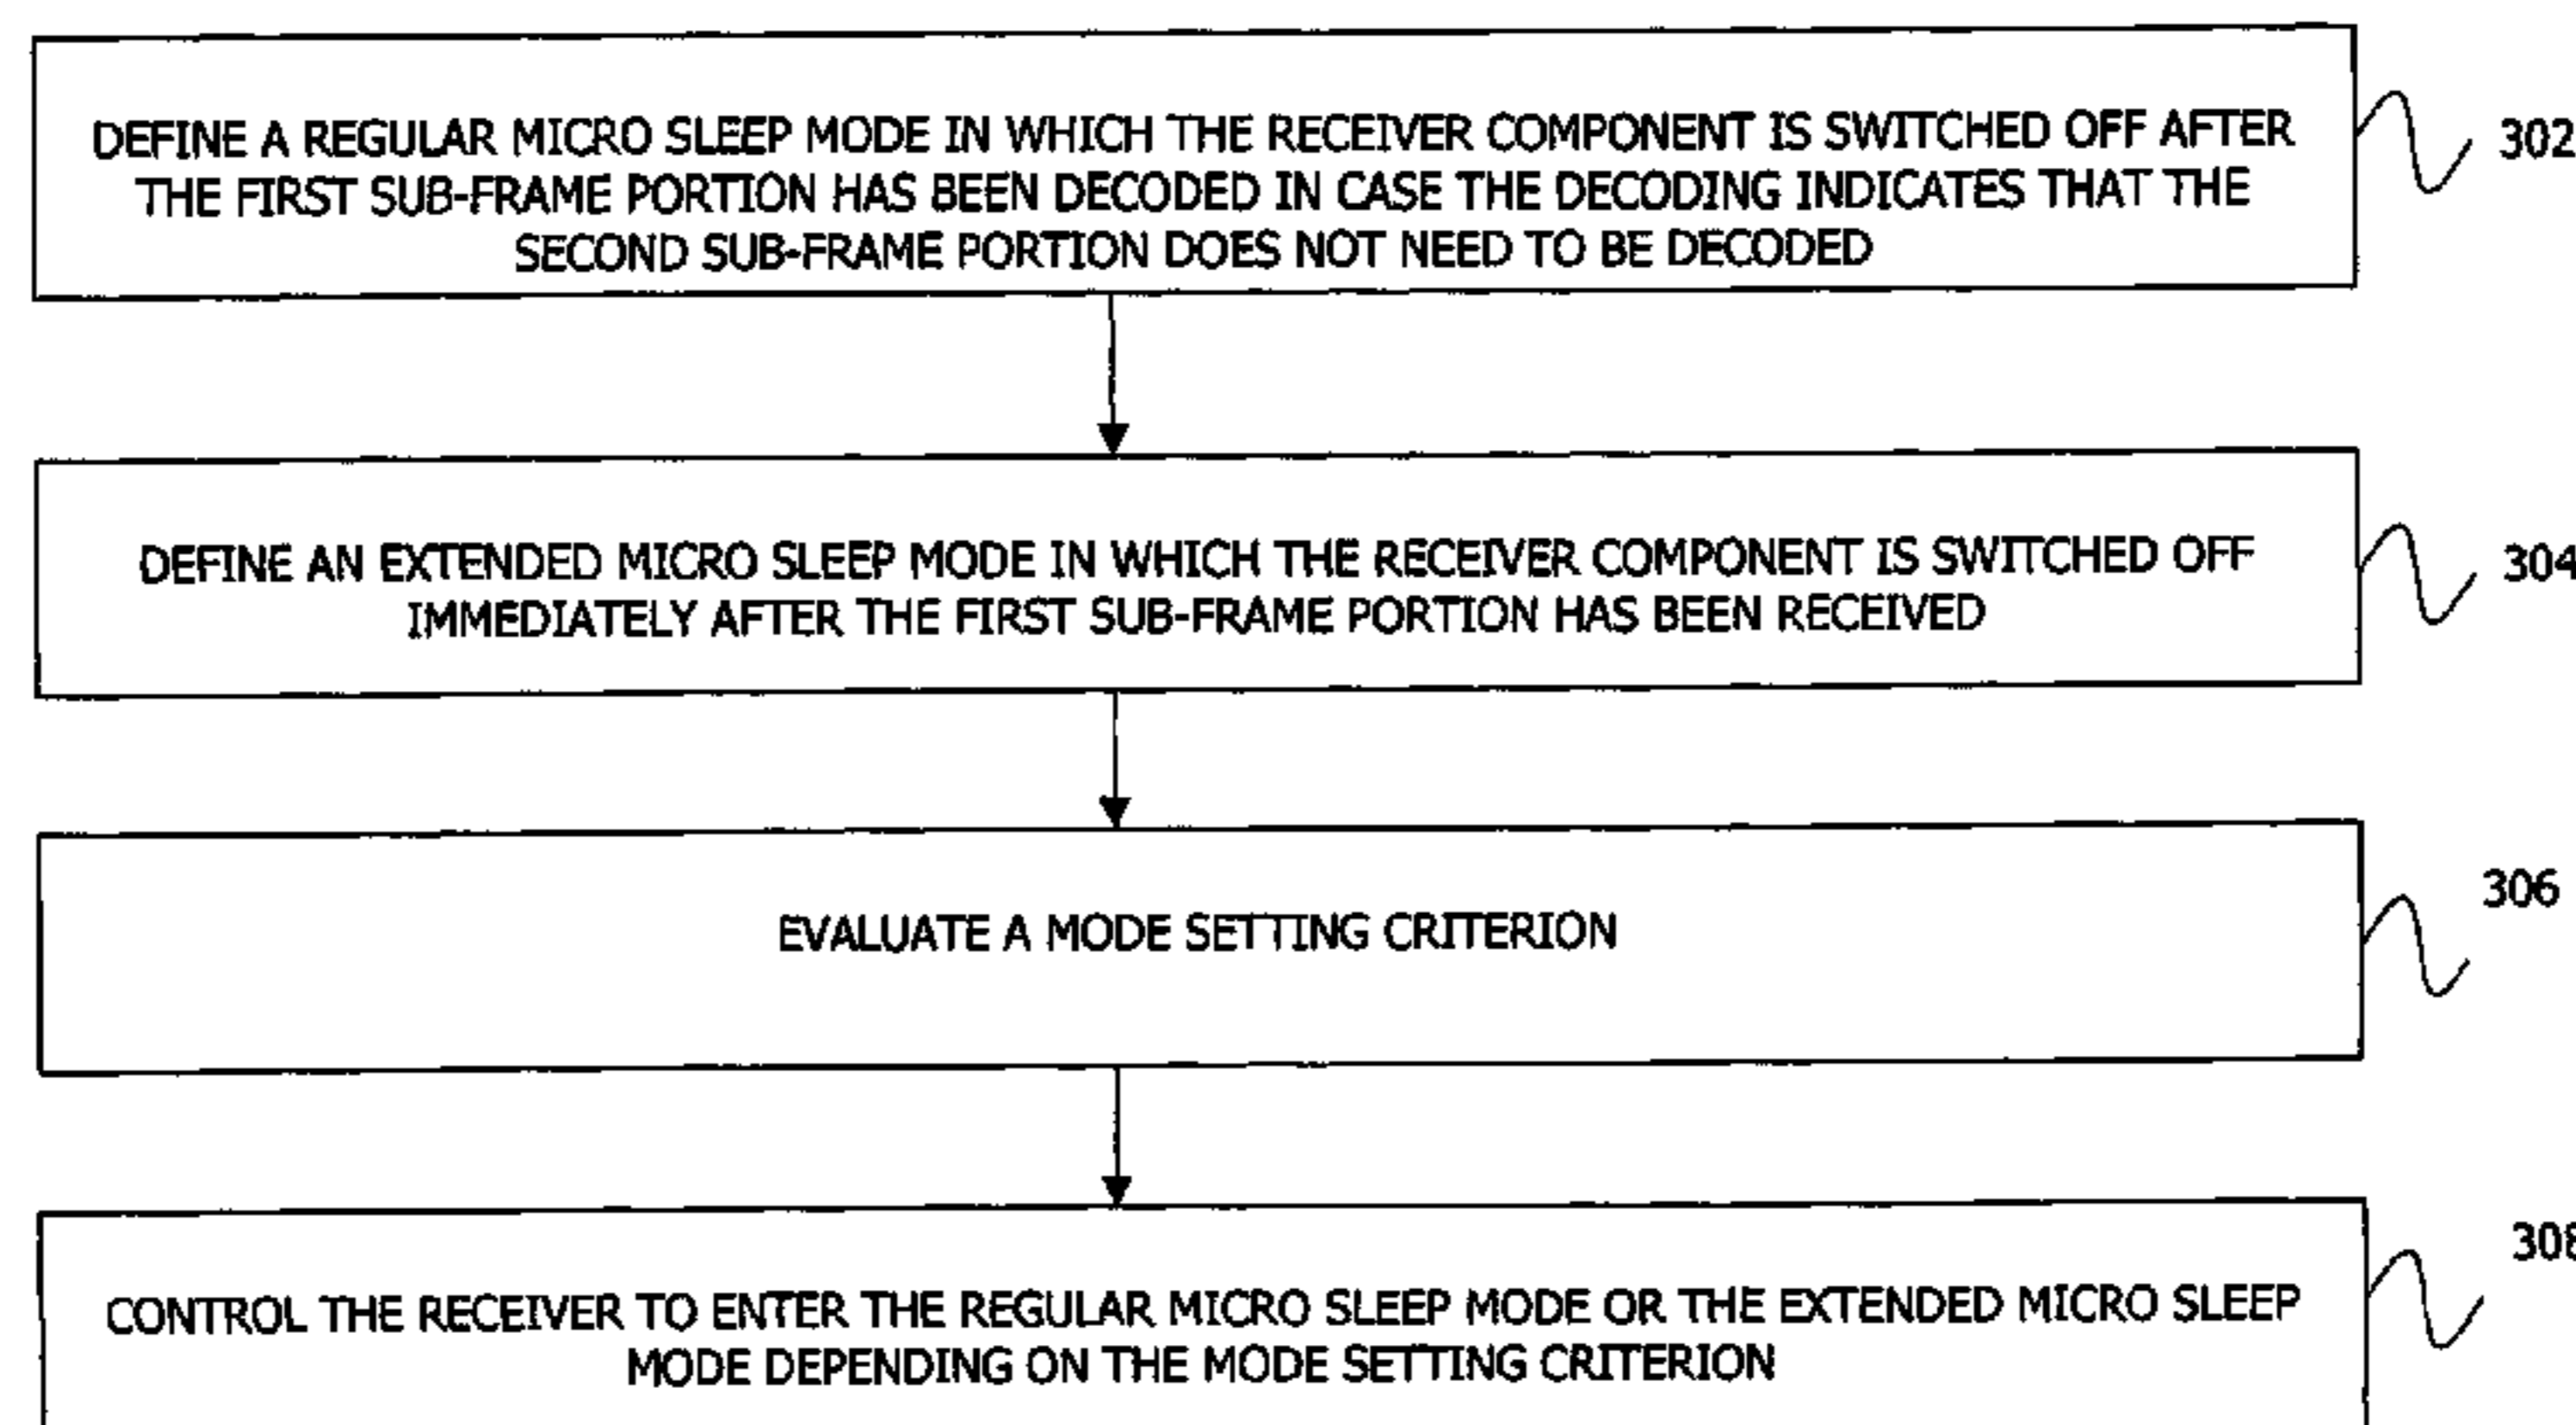 DEFINE A REGULAR MICRO SLEEP MODE IN WHICH THE RECEIVER COMPONENT IS SWITCHED OFF AFTER
THE FIRST SUB-FRAME PORTION HAS BEEN DECODED IN CASE THE DECODING INDICATES THAT THE
SECOND SUB-FRAME PORTION DOES NOT NEED TO BE DECODED
302
DEFINE AN EXTENDED MICRO SLEEP MODE IN WHICH THE RECEIVER COMPONENT IS SWITCHED OFF
IMMEDIATELY AFTER THE FIRST SUB-FRAME PORTION HAS BEEN RECEIVED
304
EVALUATE A MODE SETTING CRITERION
306
CONTROL THE RECEIVER TO ENTER THE REGULAR MICRO SLEEP MODE OR THE EXTENDED MICRO SLEEP
MODE DEPENDING ON THE MODE SETTING CRITERION
308